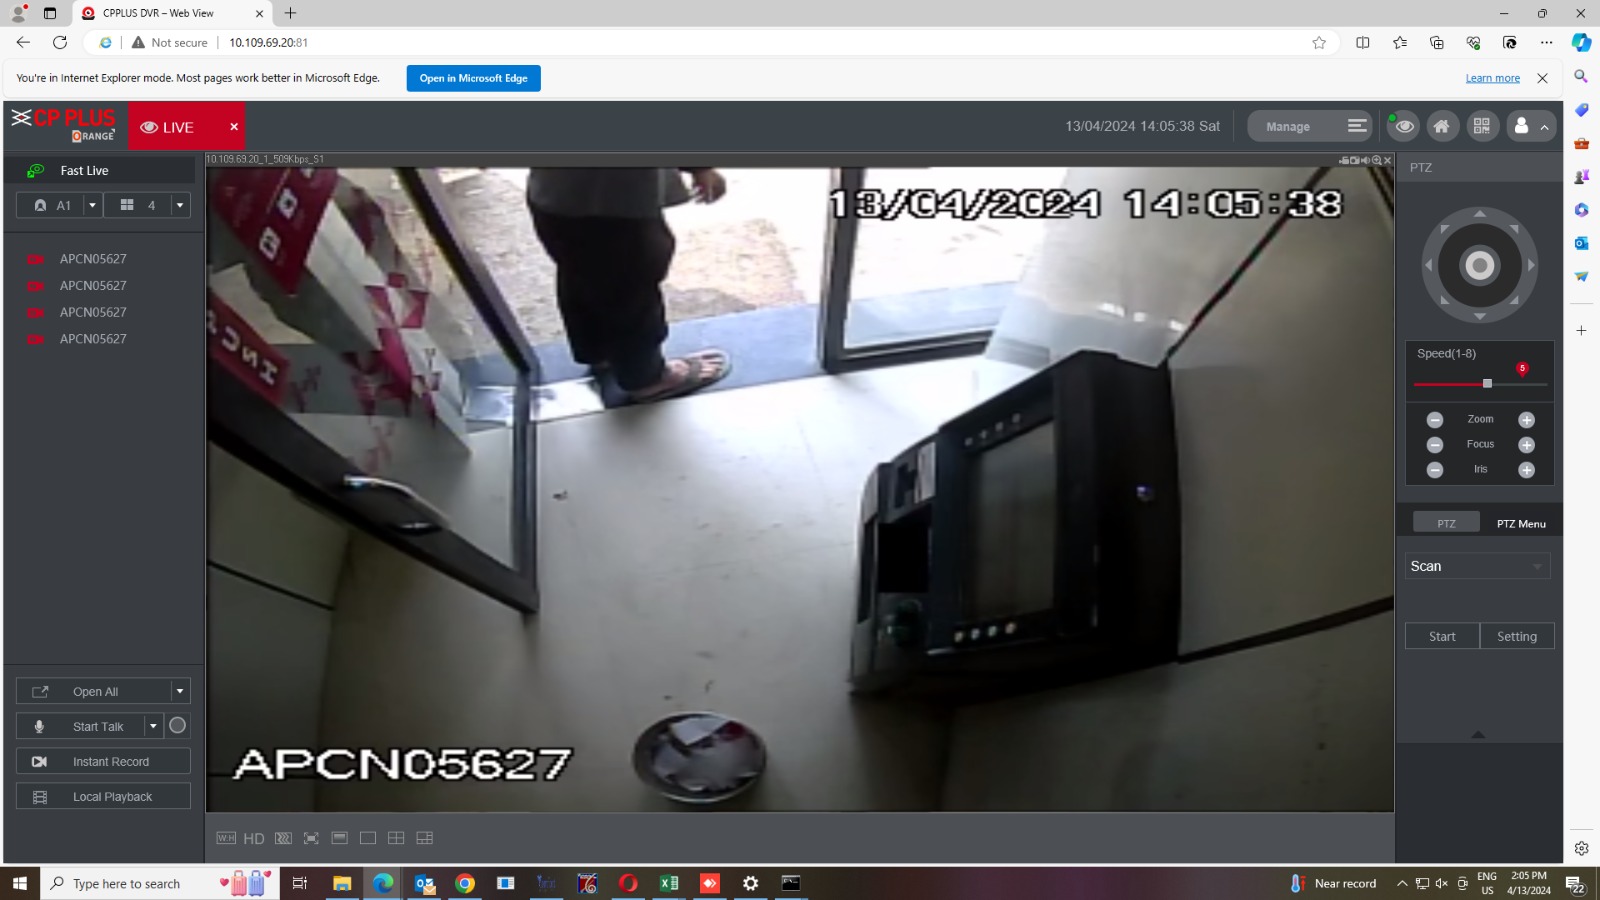 CPPLUS DVR – Web View
Not secure
10.109.69.20:81
You're in Internet Explorer mode. Most pages work better in Microsoft Edge.
Open in Microsoft Edge
Learn more
CP PLUS
ORANGE
LIVE
13/04/2024 14:05:38 Sat
Manage
Fast Live
10.109.69.20_1_509Kbps_S1
PTZ
A1
4
13/04/2024 14:05:38
APCN05627
APCN05627
APCN05627
APCN05627
Speed(1-8)
5
Zoom
Focus
Iris
PTZ
PTZ Menu
Scan
Start
Setting
Open All
Start Talk
Instant Record
Local Playback
APCN05627
W:H
HD
Type here to search
Near record
ENG
US
2:05 PM
4/13/2024
22